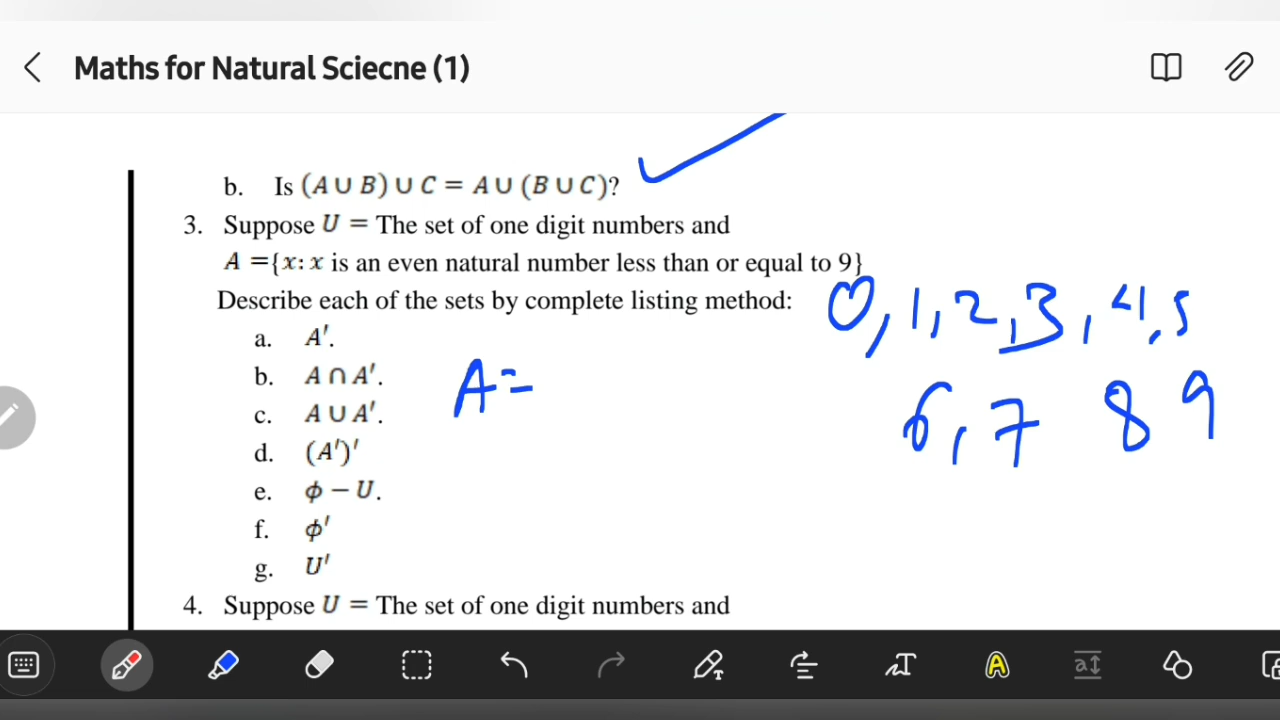 Maths for Natural Sciecne (1)
b. Is (A ∪ B) ∪ C = A ∪ (B ∪ C)?
3. Suppose U = The set of one digit numbers and
A ={x: x is an even natural number less than or equal to 9}
Describe each of the sets by complete listing method:
0, 1, 2, 3, 4, 5
a. A′.
b. A ∩ A′.
A =
6, 7 8 9
c. A ∪ A′.
d. (A′)′
e. ϕ − U.
f. ϕ′
g. U′
4. Suppose U = The set of one digit numbers and